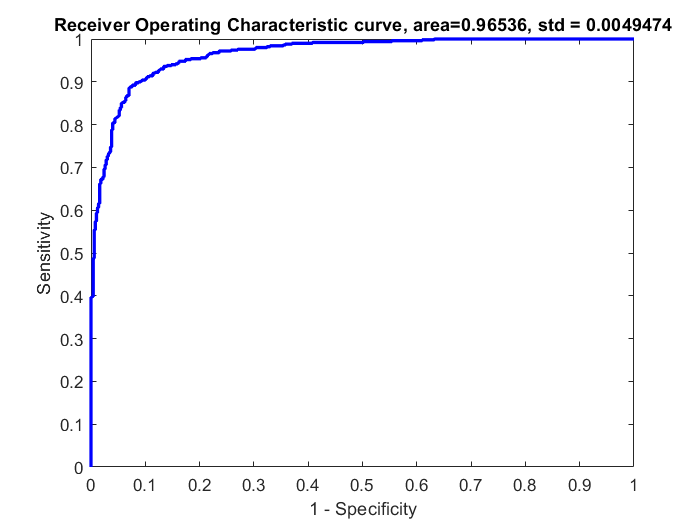 Receiver Operating Characteristic curve, area=0.96536, std = 0.0049474
1
0.9
0.8
0.7
0.6
0.5
0.4
0.3
0.2
0.1
0
Sensitivity
0 0.1 0.2 0.3 0.4 0.5 0.6 0.7 0.8 0.9 1
1 - Specificity